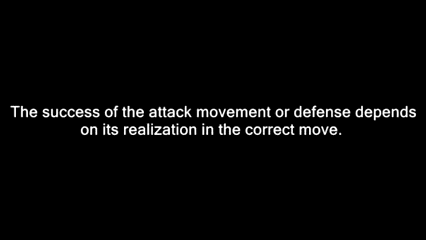 The success of the attack movement or defense depends
on its realization in the correct move.